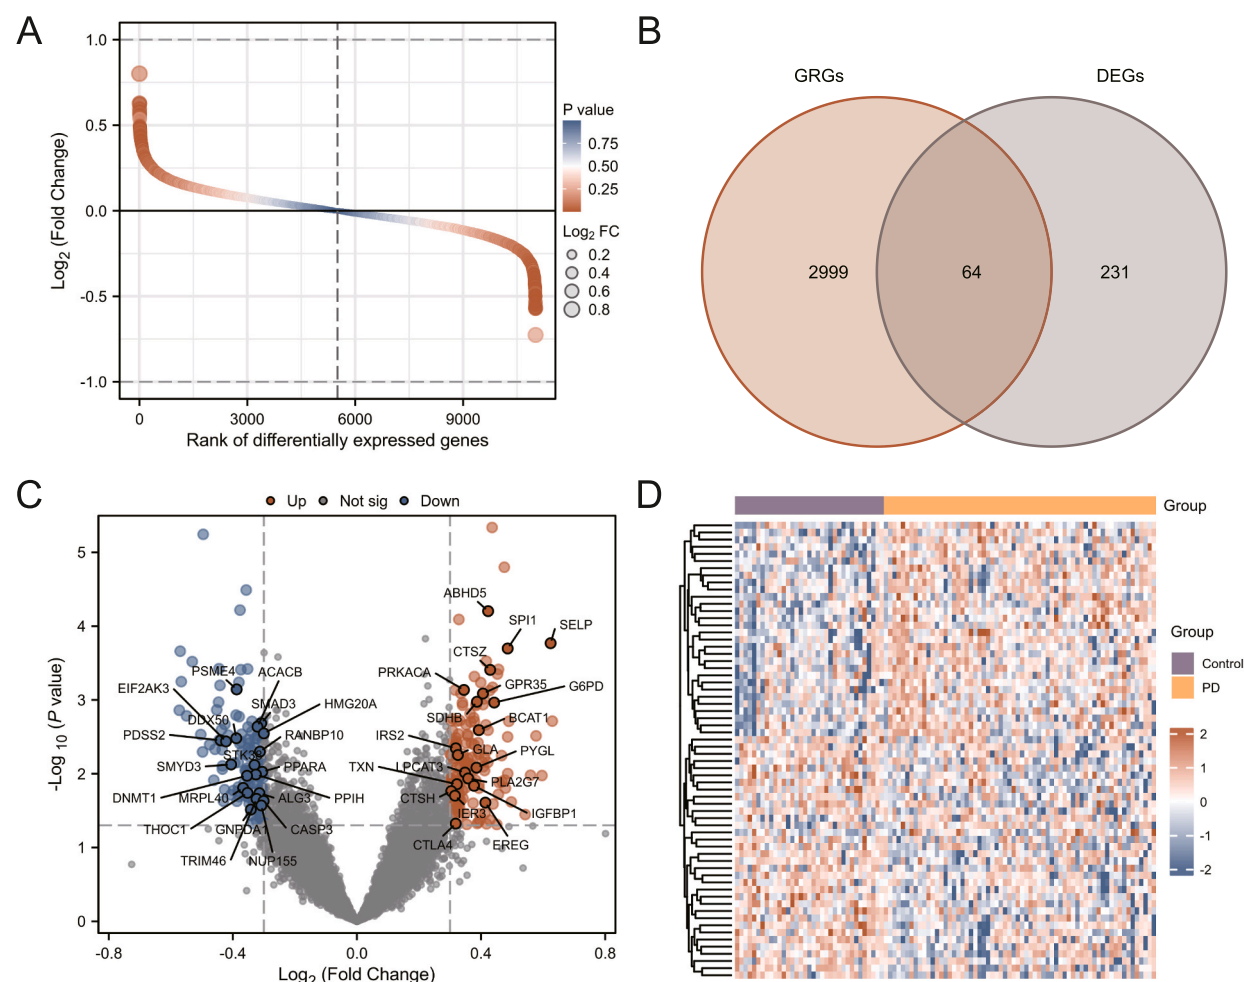 A
1.0
0.5
0.0
-0.5
-1.0
Log2 (Fold Change)
0
3000
6000
9000
Rank of differentially expressed genes
P value
0.75
0.50
0.25
Log2 FC
0.2
0.4
0.6
0.8
B
GRGs
DEGs
2999
64
231
C
Up
Not sig
Down
5
4
3
2
1
0
-Log 10 (P value)
ABHD5
SPI1
SELP
CTSZ
PRKACA
GPR35
G6PD
SDHB
BCAT1
IRS2
GLA
PYGL
TXN
LPCAT3
PLA2G7
CTSH
IER3
IGFBP1
CTLA4
EREG
PSME4
ACACB
EIF2AK3
SMAD3
HMG20A
DDX50
PDSS2
RANBP10
SMYD3
PPARA
DNMT1
MRPL40
ALG3
PPIH
THOC1
GNPDA1
CASP3
TRIM46
NUP155
-0.8
-0.4
0.0
0.4
0.8
Log2 (Fold Change)
D
Group
Group
Control
PD
2
1
0
-1
-2